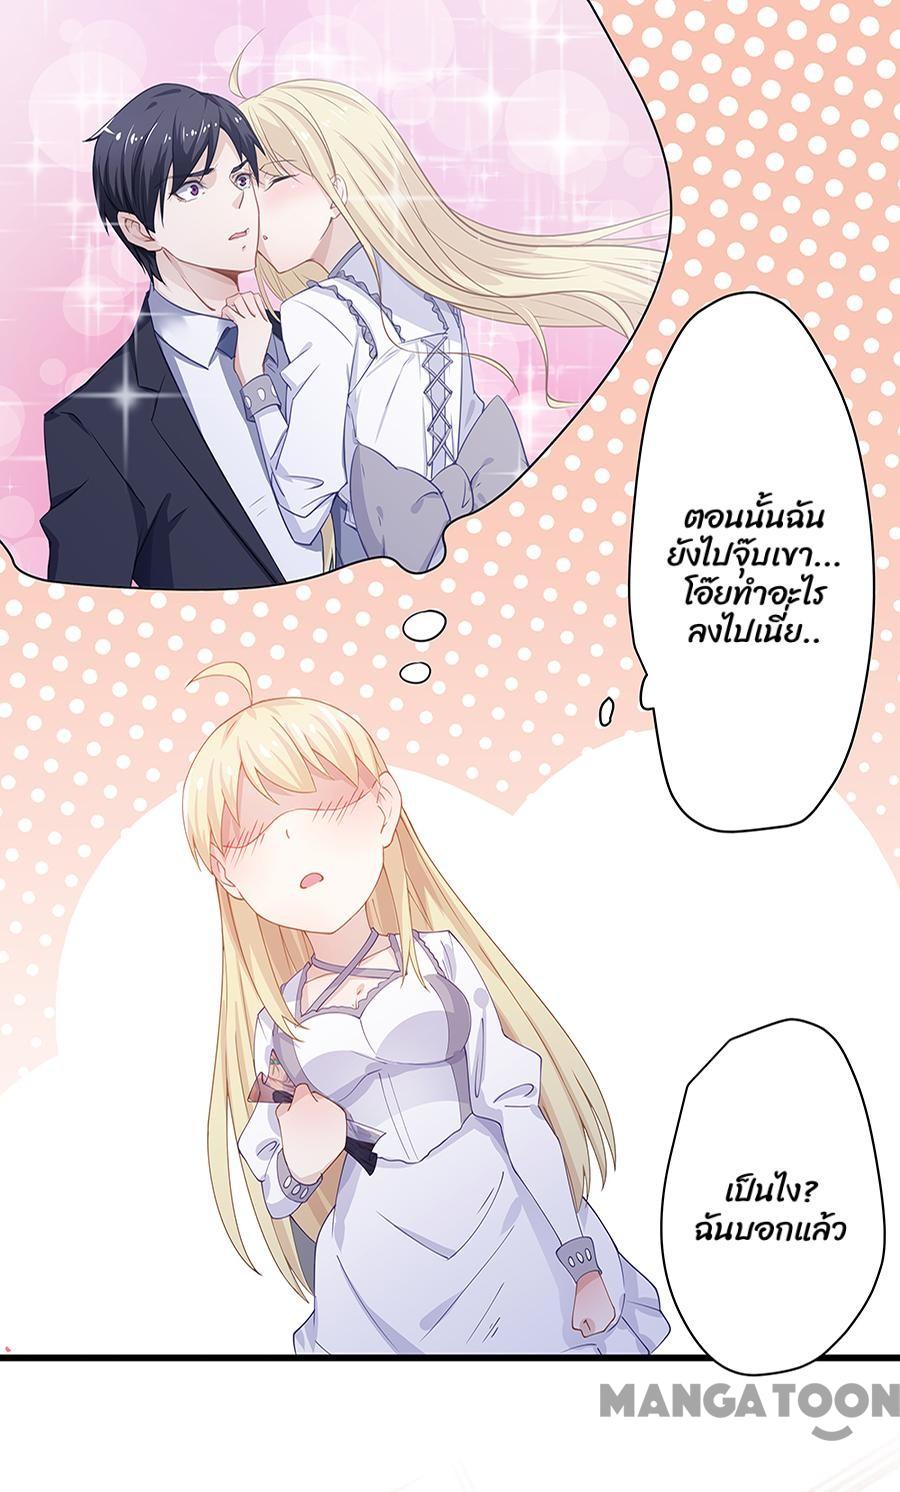 ตอนนั้นฉัน
ยังไปจุ๊บเขา...
โอ๊ยทำอะไร
ลงไปเนี่ย..
เป็นไง?
ฉันบอกแล้ว
MANGATOON